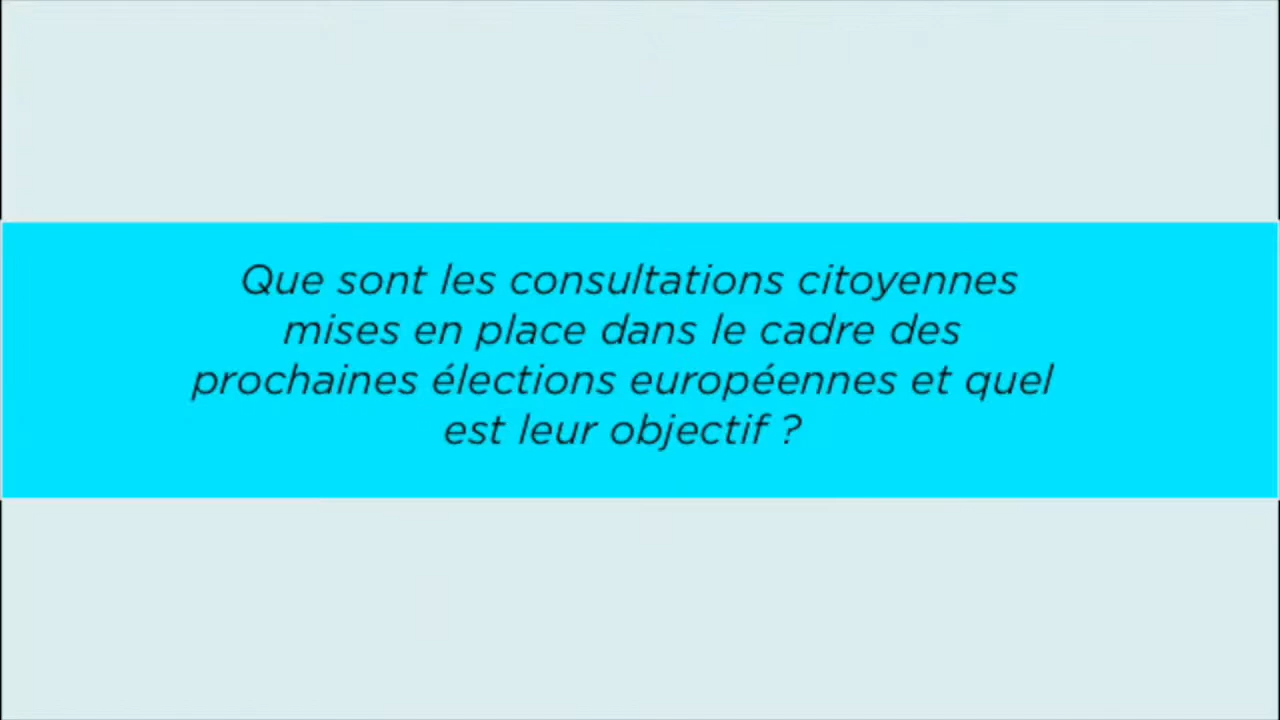 Que sont les consultations citoyennes
mises en place dans le cadre des
prochaines élections européennes et quel
est leur objectif ?